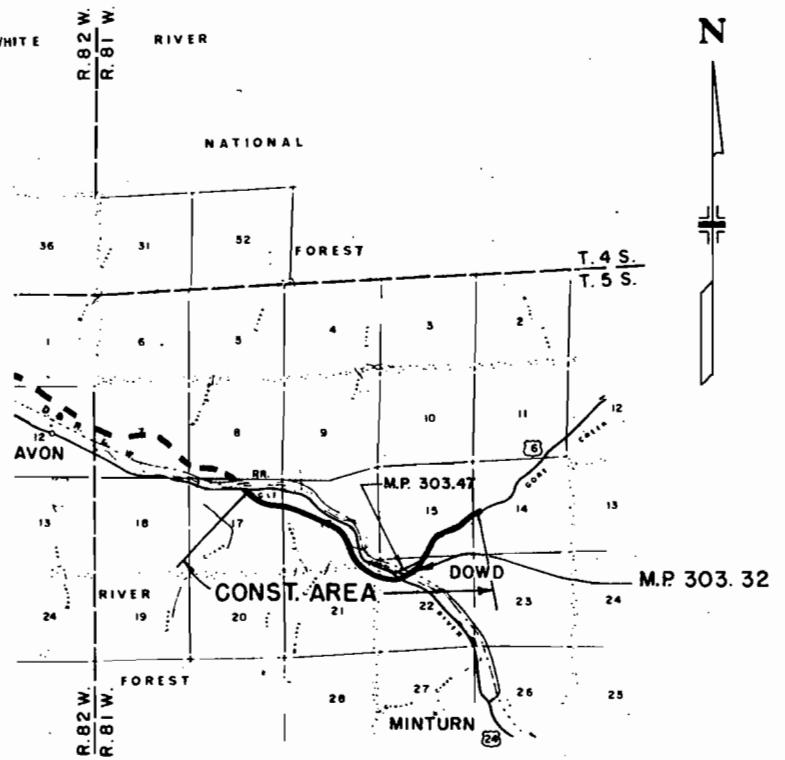 N
WHITE RIVER
R. 82 W.
R. 81 W.
NATIONAL
36 31 32
FOREST
T. 4 S.
T. 5 S.
1 6 5 4 3 2
12 7 8 9 10 11 12
D. & R. G. W. RR.
6
GORE CREEK
AVON
M.P. 303.47
13 18 17 15 14 13
DOWD
M.P. 303.32
RIVER
CONST. AREA
24 19 20 21 22 23 24
RIVER
FOREST
28 27 26 25
MINTURN
24
R. 82 W.
R. 81 W.